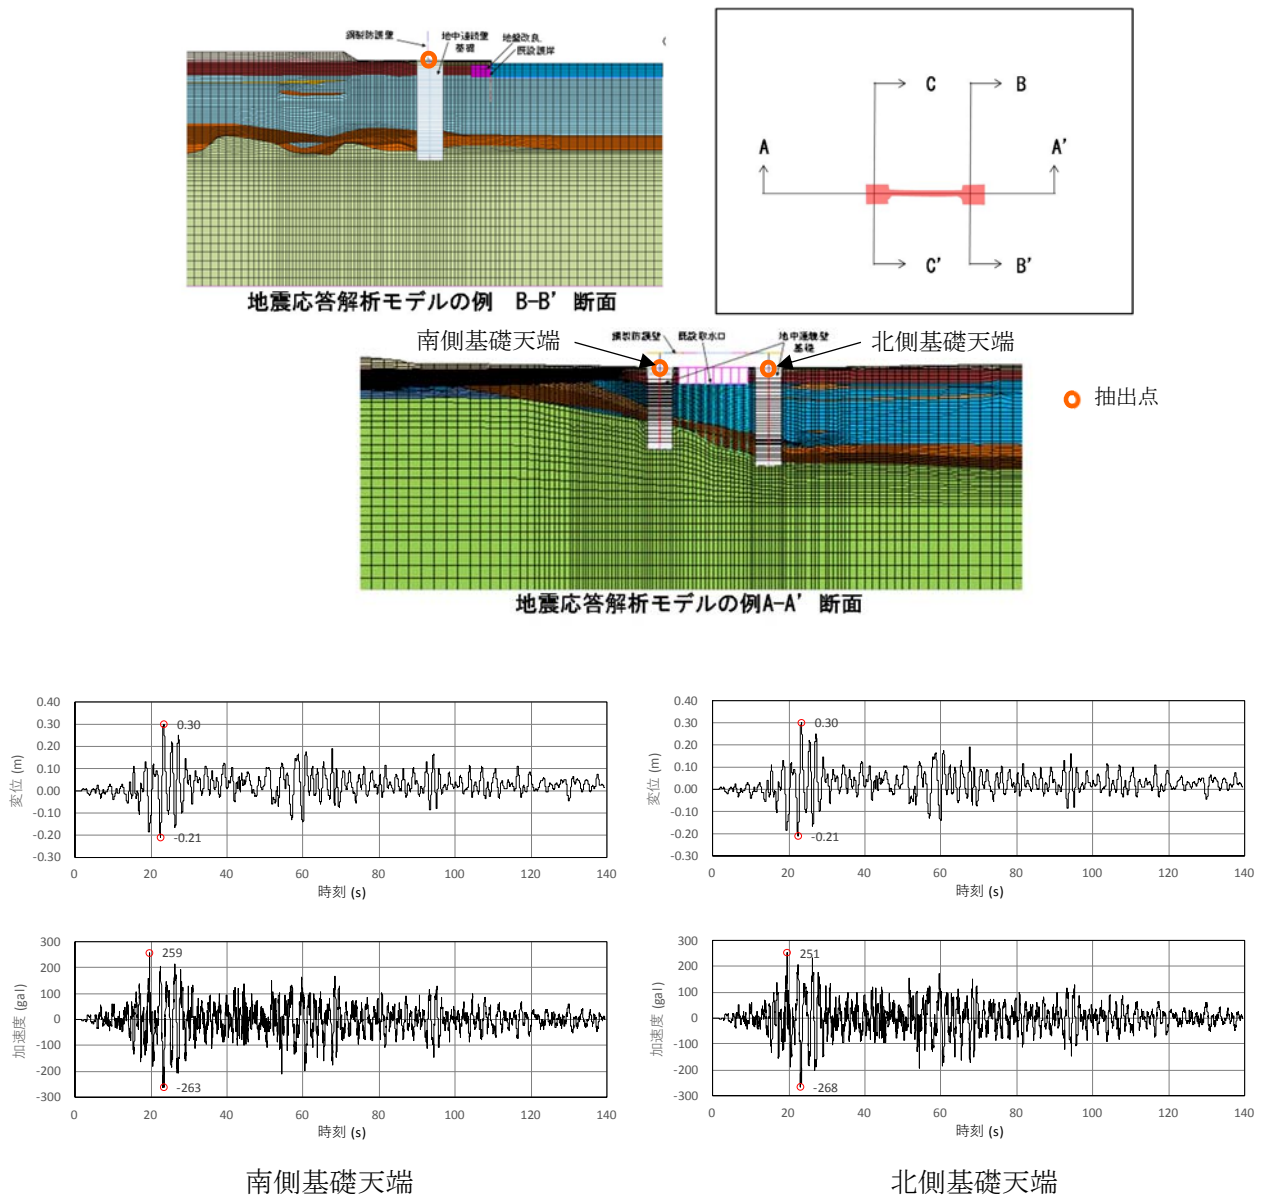 鋼製防護壁
地中連続壁
基礎
地盤改良
既設護岸
地震応答解析モデルの例 B-B' 断面
C
B
A
A'
C'
B'
南側基礎天端
鋼製防護壁
既設取水口
地中連続壁
基礎
北側基礎天端
抽出点
地震応答解析モデルの例A-A' 断面
変位 (m)
0.40
0.30
0.20
0.10
0.00
-0.10
-0.20
-0.30
0.30
-0.21
0 20 40 60 80 100 120 140
時刻 (s)
変位 (m)
0.40
0.30
0.20
0.10
0.00
-0.10
-0.20
-0.30
0.30
-0.21
0 20 40 60 80 100 120 140
時刻 (s)
加速度 (gal)
300
200
100
0
-100
-200
-300
259
-263
0 20 40 60 80 100 120 140
時刻 (s)
加速度 (gal)
300
200
100
0
-100
-200
-300
251
-268
0 20 40 60 80 100 120 140
時刻 (s)
南側基礎天端
北側基礎天端